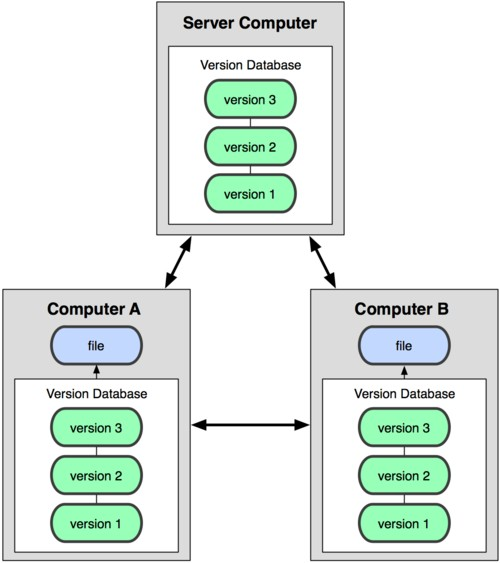 Server Computer
Version Database
version 3
version 2
version 1
Computer A
file
Version Database
version 3
version 2
version 1
Computer B
file
Version Database
version 3
version 2
version 1